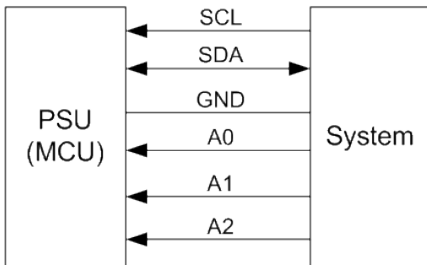 SCL
SDA
GND
PSU
(MCU)
A0
System
A1
A2